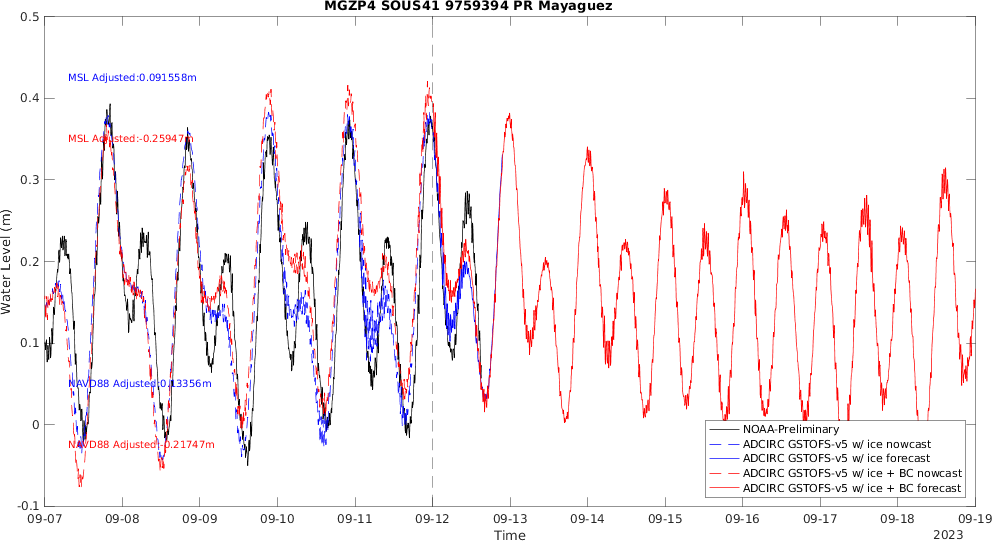 MGZP4 SOUS41 9759394 PR Mayaguez
0.5
0.4
0.3
0.2
0.1
0
-0.1
Water Level (m)
MSL Adjusted:0.091558m
MSL Adjusted:-0.25947m
NAVD88 Adjusted:0.13356m
NAVD88 Adjusted:-0.21747m
NOAA-Preliminary
ADCIRC GSTOFS-v5 w/ ice nowcast
ADCIRC GSTOFS-v5 w/ ice forecast
ADCIRC GSTOFS-v5 w/ ice + BC nowcast
ADCIRC GSTOFS-v5 w/ ice + BC forecast
09-07 09-08 09-09 09-10 09-11 09-12 09-13 09-14 09-15 09-16 09-17 09-18 09-19
Time
2023